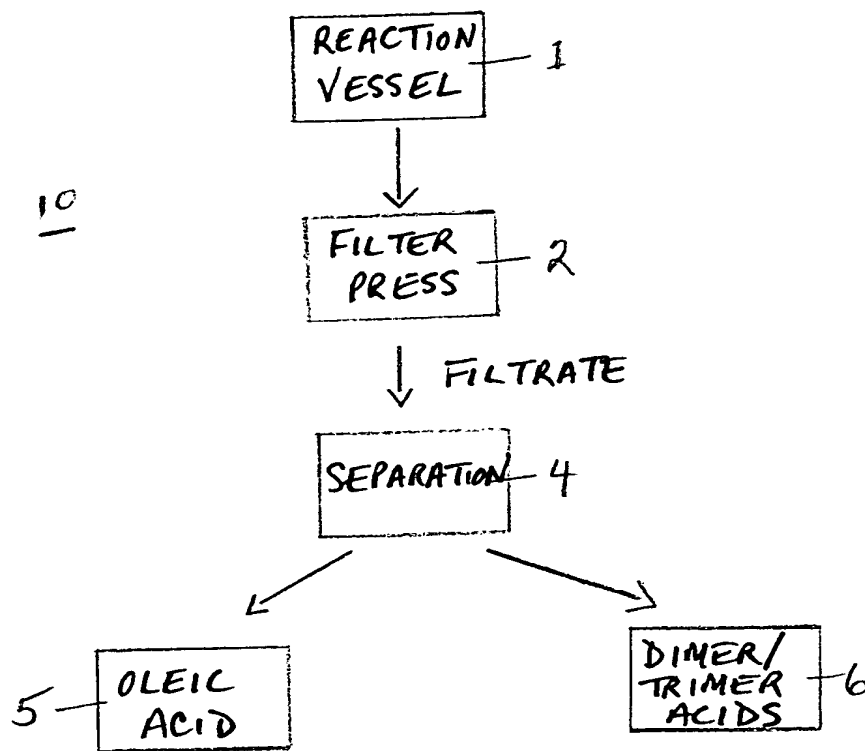 REACTION
VESSEL
1
10
FILTER
PRESS
2
FILTRATE
SEPARATION
4
OLEIC
ACID
5
DIMER/
TRIMER
ACIDS
6